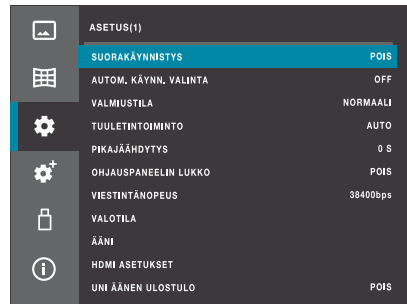 ASETUS(1)
SUORAKÄYNNISTYS POIS
AUTOM. KÄYNN. VALINTA OFF
VALMIUSTILA NORMAALI
TUULETINTOIMINTO AUTO
PIKAJÄÄHDYTYS 0 S
OHJAUSPANEELIN LUKKO POIS
VIESTINTÄNOPEUS 38400bps
VALOTILA
ÄÄNI
HDMI ASETUKSET
UNI ÄÄNEN ULOSTULO POIS